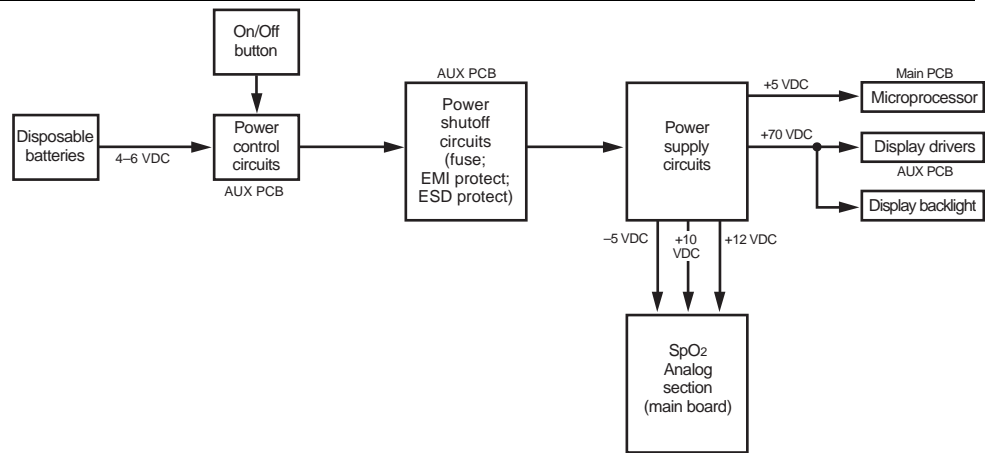 On/Off
button
Disposable
batteries
4–6 VDC
Power
control
circuits
AUX PCB
AUX PCB
Power
shutoff
circuits
(fuse;
EMI protect;
ESD protect)
Power
supply
circuits
+5 VDC
Main PCB
Microprocessor
+70 VDC
Display drivers
AUX PCB
Display backlight
–5 VDC
+10
VDC
+12 VDC
SpO2
Analog
section
(main board)